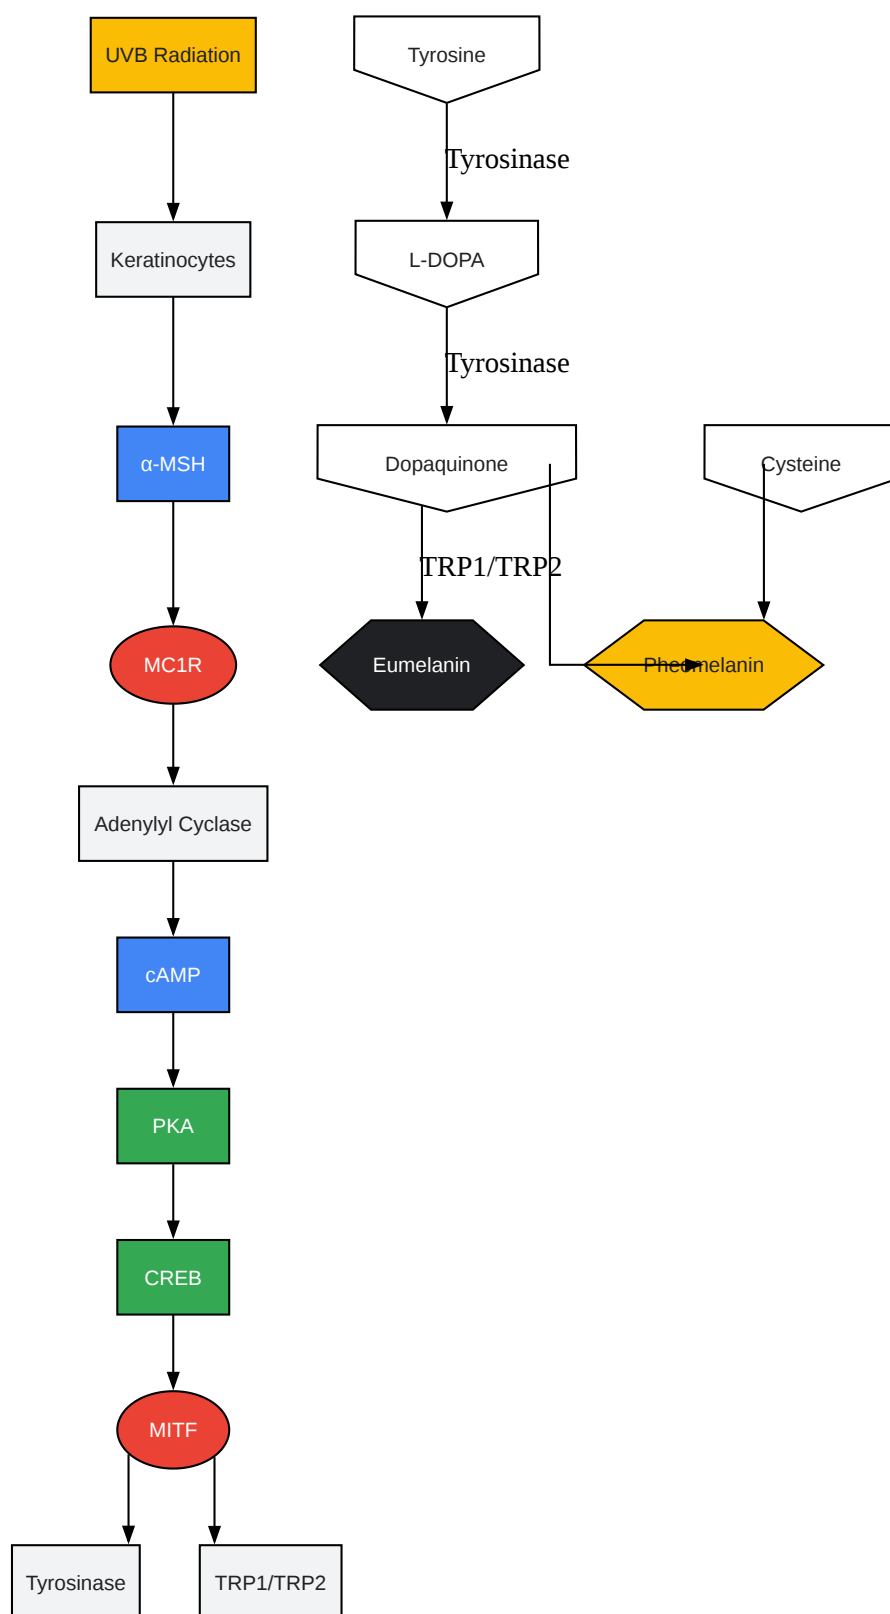 UVB Radiation
Tyrosine
Tyrosinase
Keratinocytes
L-DOPA
Tyrosinase
α-MSH
Dopaquinone
Cysteine
TRP1/TRP2
MC1R
Eumelanin
Pheomelanin
Adenylyl Cyclase
cAMP
PKA
CREB
MITF
Tyrosinase
TRP1/TRP2